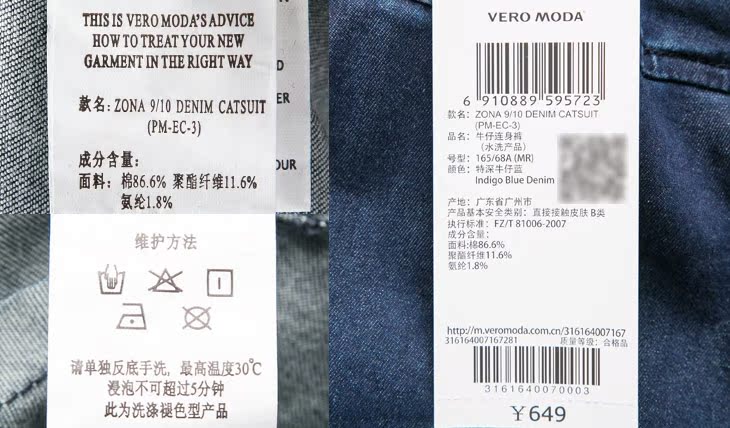 THIS IS VERO MODA'S ADVICE
HOW TO TREAT YOUR NEW
GARMENT IN THE RIGHT WAY
款名: ZONA 9/10 DENIM CATSUIT
(PM-EC-3)
成分含量:
面料: 棉86.6% 聚酯纤维11.6%
氨纶1.8%
ER
OUR
维护方法
请单独反底手洗，最高温度30℃
浸泡不可超过5分钟
此为洗涤褪色型产品
VERO MODA
6 910889 595723
款名: ZONA 9/10 DENIM CATSUIT
(PM-EC-3)
品名: 牛仔连身裤
(水洗产品)
号型: 165/68A (MR)
颜色: 特深牛仔蓝
Indigo Blue Denim
产地: 广东省广州市
产品基本安全类别: 直接接触皮肤 B类
执行标准: FZ/T 81006-2007
成分含量:
面料:棉86.6%
聚酯纤维11.6%
氨纶1.8%
http://m.veromoda.com.cn/316164007167
316164007167281 质量等级: 合格品
3161640070003
￥649